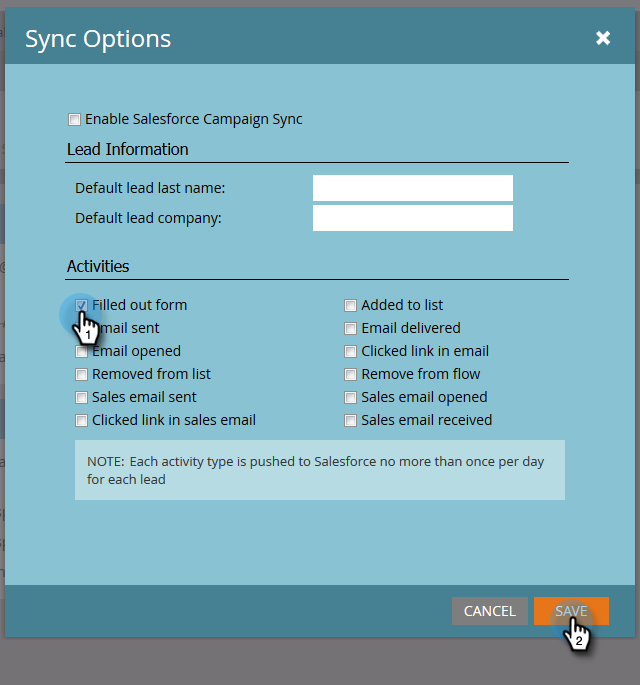 Sync Options
Enable Salesforce Campaign Sync
Lead Information
Default lead last name:
Default lead company:
Activities
Filled out form
Added to list
1
Email sent
Email delivered
Email opened
Clicked link in email
Removed from list
Remove from flow
Sales email sent
Sales email opened
Clicked link in sales email
Sales email received
NOTE: Each activity type is pushed to Salesforce no more than once per day
for each lead
CANCEL
SAVE
2